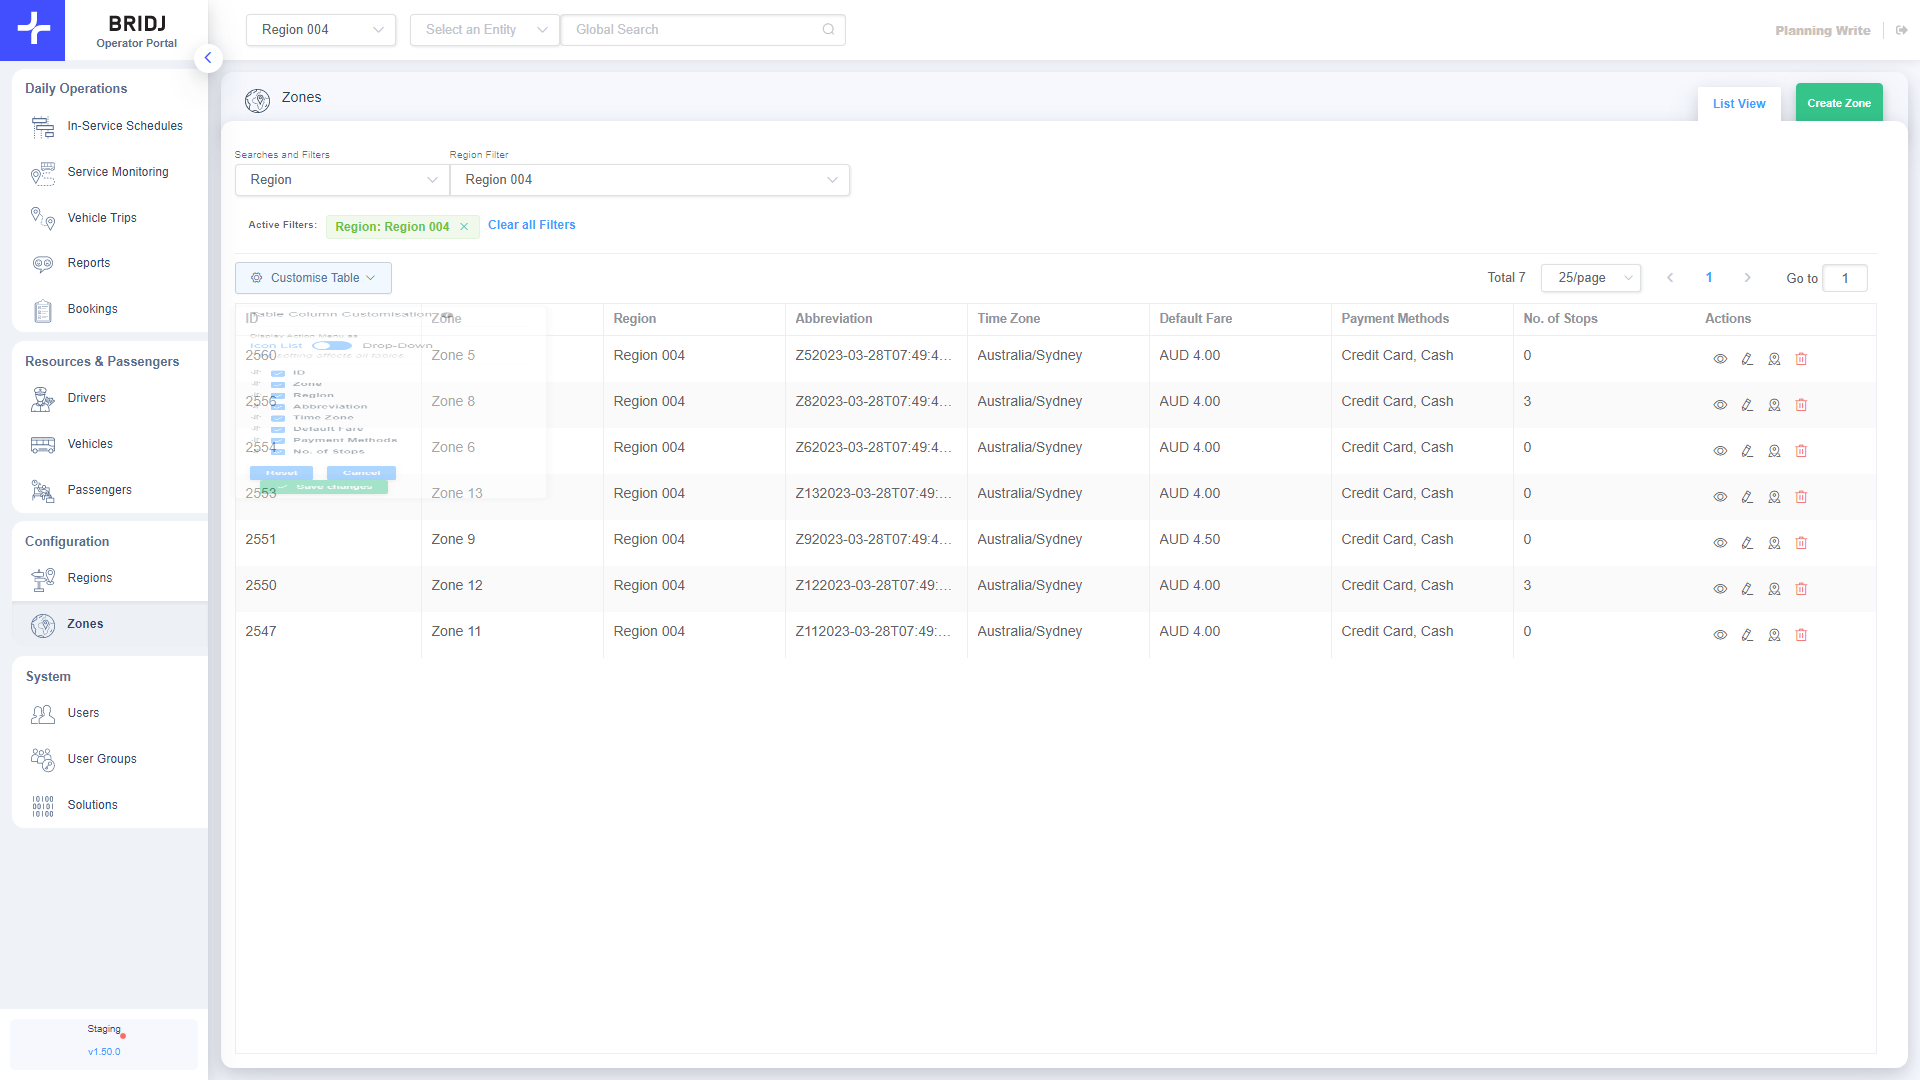 BRIDJ
Operator Portal
Region 004
Select an Entity
Global Search
Planning Write
Daily Operations
In-Service Schedules
Service Monitoring
Vehicle Trips
Reports
Bookings
Resources & Passengers
Drivers
Vehicles
Passengers
Configuration
Regions
Zones
System
Users
User Groups
Solutions
Staging
v1.50.0
Zones
List View
Create Zone
Searches and Filters
Region Filter
Region
Region 004
Active Filters:
Region: Region 004
Clear all Filters
Customise Table
Total 7
25/page
1
Go to
1
Table Column Customisation
Display Action Menu as
Icon List
Drop-Down
setting affects all tables.
ID
Zone
Region
Abbreviation
Time Zone
Default Fare
Payment Methods
No. of Stops
Reset
Cancel
Save changes
ID Zone Region Abbreviation Time Zone Default Fare Payment Methods No. of Stops Actions
2560 Zone 5 Region 004 Z52023-03-28T07:49:4... Australia/Sydney AUD 4.00 Credit Card, Cash 0
2556 Zone 8 Region 004 Z82023-03-28T07:49:4... Australia/Sydney AUD 4.00 Credit Card, Cash 3
2554 Zone 6 Region 004 Z62023-03-28T07:49:4... Australia/Sydney AUD 4.00 Credit Card, Cash 0
2553 Zone 13 Region 004 Z132023-03-28T07:49:... Australia/Sydney AUD 4.00 Credit Card, Cash 0
2551 Zone 9 Region 004 Z92023-03-28T07:49:4... Australia/Sydney AUD 4.50 Credit Card, Cash 0
2550 Zone 12 Region 004 Z122023-03-28T07:49:... Australia/Sydney AUD 4.00 Credit Card, Cash 3
2547 Zone 11 Region 004 Z112023-03-28T07:49:... Australia/Sydney AUD 4.00 Credit Card, Cash 0